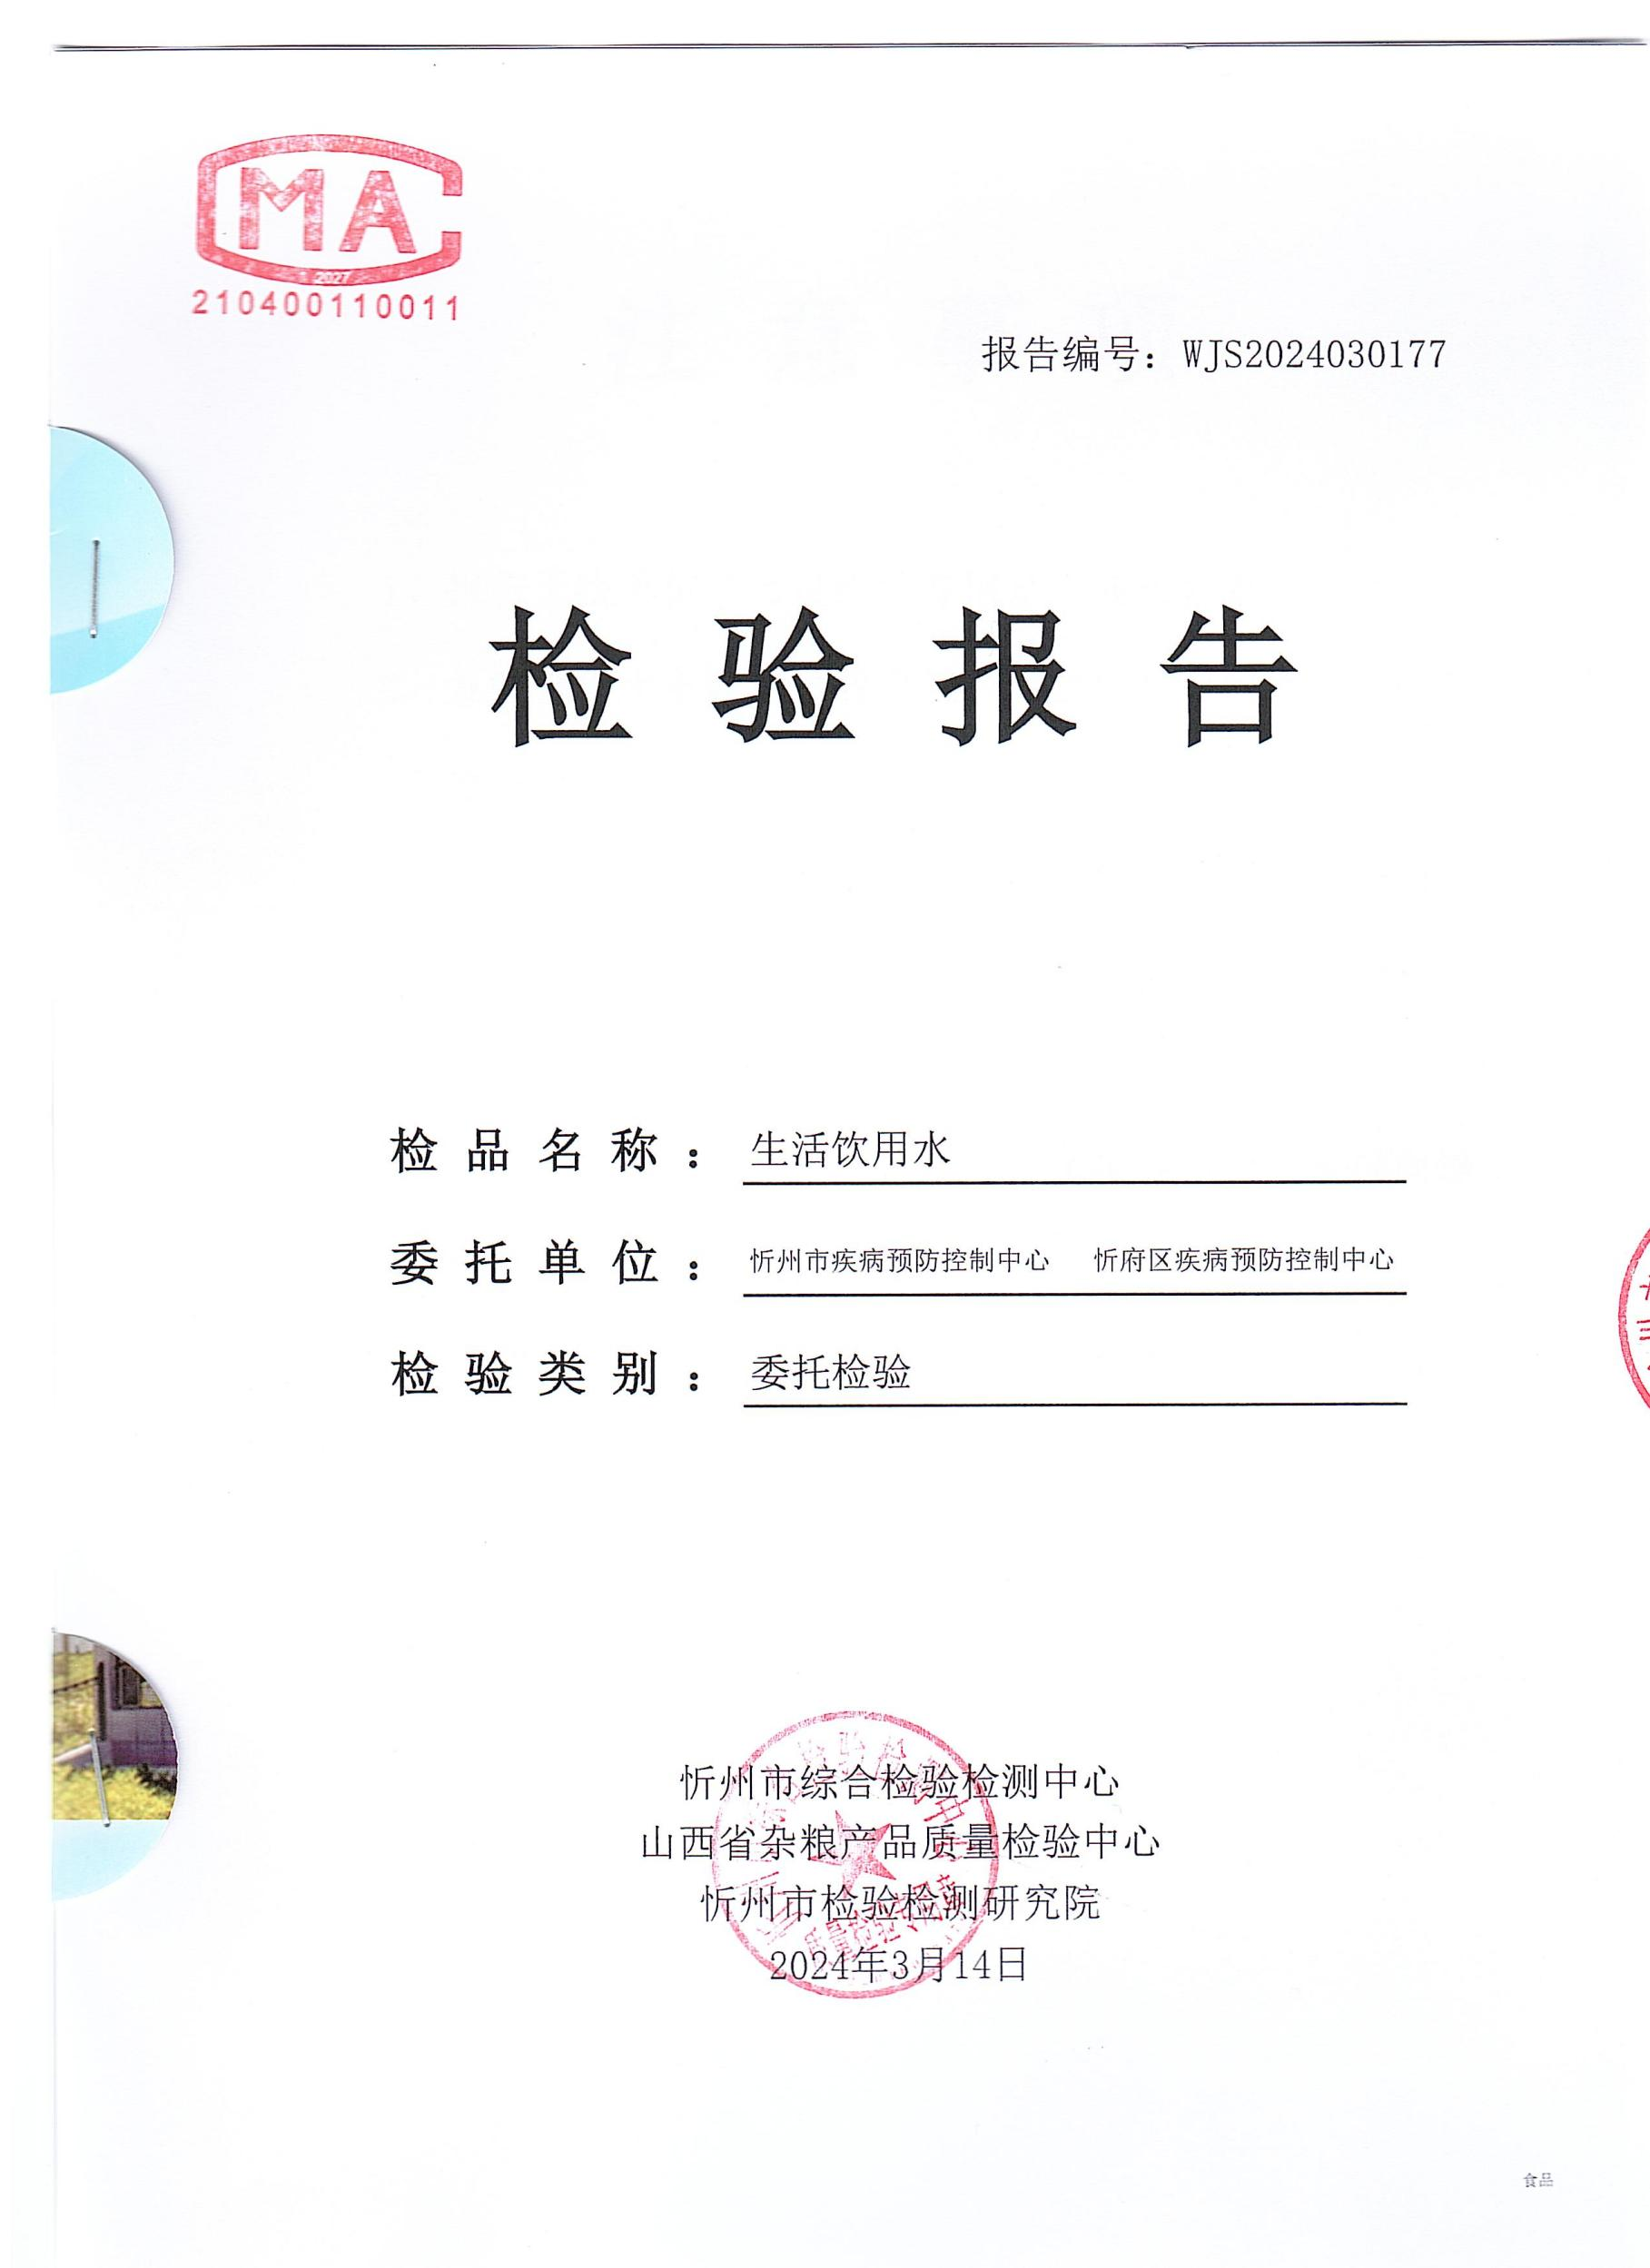 CMA
2027
210400110011
报告编号：WJS2024030177
检验报告
检品名称：生活饮用水
委托单位：忻州市疾病预防控制中心 忻府区疾病预防控制中心
检验类别：委托检验
忻州市综合检验检测中心
山西省杂粮产品质量检验中心
忻州市检验检测研究院
2024年3月14日
食品